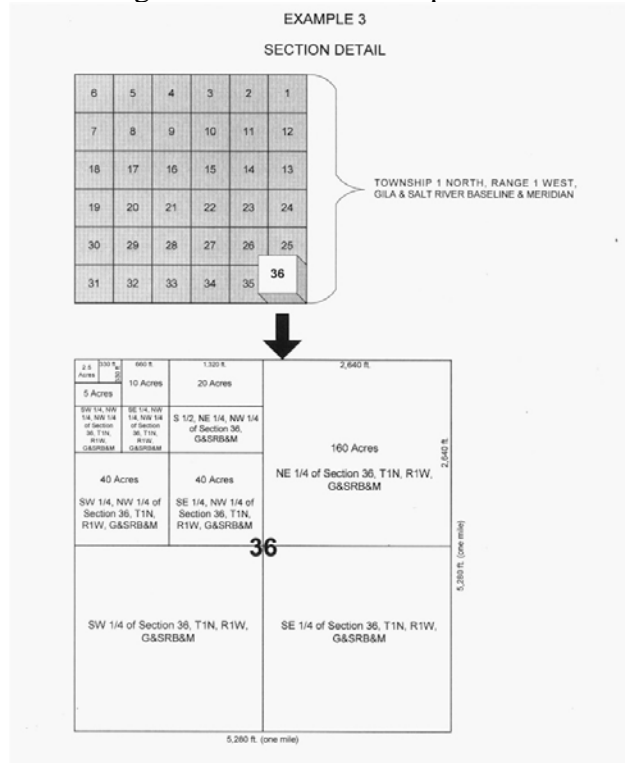 EXAMPLE 3
SECTION DETAIL
6 5 4 3 2 1
7 8 9 10 11 12
18 17 16 15 14 13
19 20 21 22 23 24
30 29 28 27 26 25
31 32 33 34 35 36
TOWNSHIP 1 NORTH, RANGE 1 WEST,
GILA & SALT RIVER BASELINE & MERIDIAN
2.5
Acres
330 ft.
330 ft.
660 ft.
10 Acres
1,320 ft.
20 Acres
2,640 ft.
5 Acres
SW 1/4, NW
1/4, NW 1/4
of Section
36, T1N,
R1W,
G&SRB&M
SE 1/4, NW
1/4, NW 1/4
of Section
36, T1N,
R1W,
G&SRB&M
S 1/2, NE 1/4, NW 1/4
of Section 36,
G&SRB&M
160 Acres
NE 1/4 of Section 36, T1N, R1W,
G&SRB&M
2,640 ft.
40 Acres
SW 1/4, NW 1/4 of
Section 36, T1N,
R1W, G&SRB&M
40 Acres
SE 1/4, NW 1/4 of
Section 36, T1N,
R1W, G&SRB&M
36
5,280 ft. (one mile)
SW 1/4 of Section 36, T1N, R1W,
G&SRB&M
SE 1/4 of Section 36, T1N, R1W,
G&SRB&M
5,280 ft. (one mile)